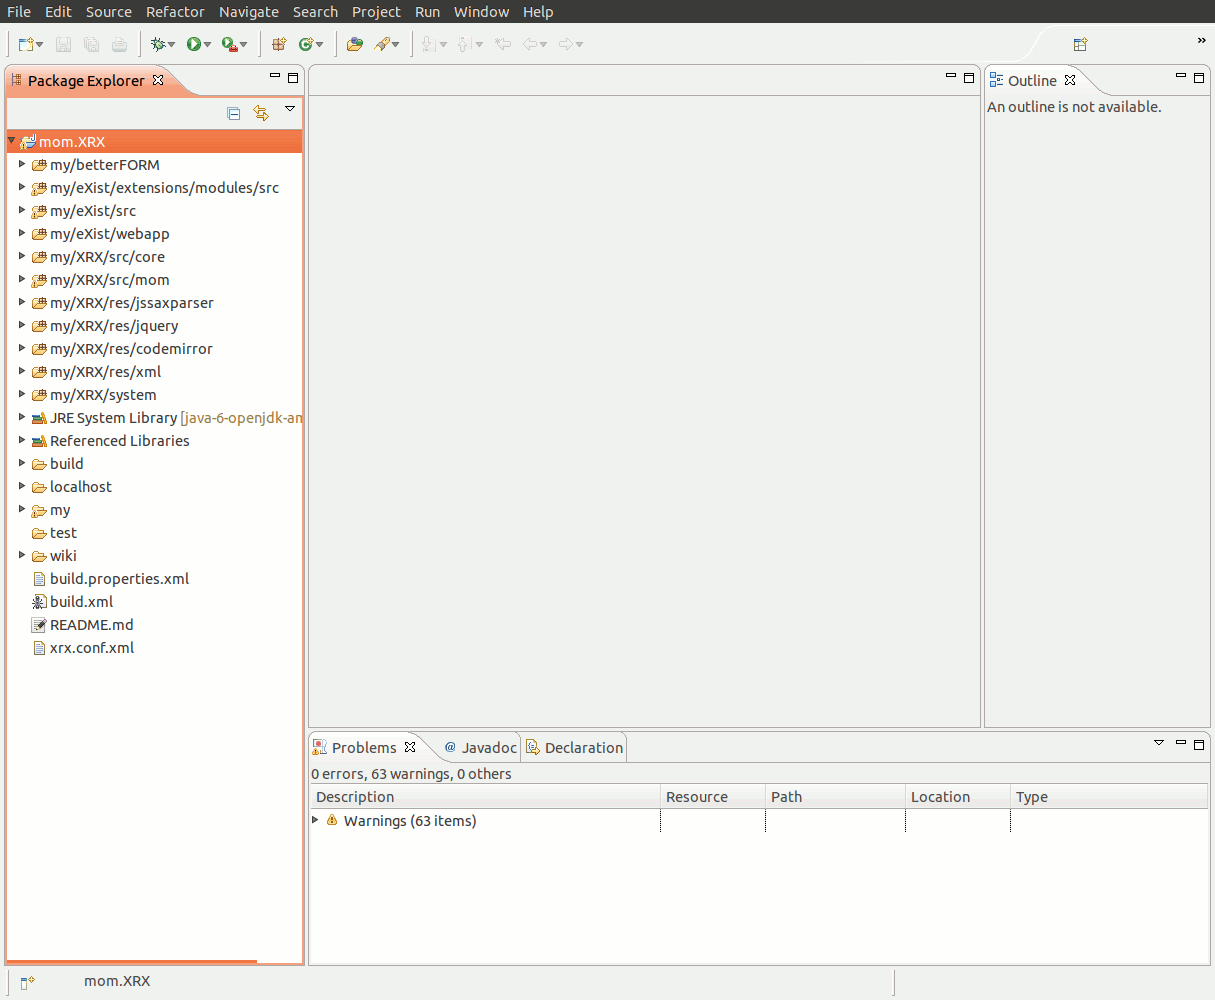 File Edit Source Refactor Navigate Search Project Run Window Help
Package Explorer
mom.XRX
my/betterFORM
my/eXist/extensions/modules/src
my/eXist/src
my/eXist/webapp
my/XRX/src/core
my/XRX/src/mom
my/XRX/res/jssaxparser
my/XRX/res/jquery
my/XRX/res/codemirror
my/XRX/res/xml
my/XRX/system
JRE System Library [java-6-openjdk-am
Referenced Libraries
build
localhost
my
test
wiki
build.properties.xml
build.xml
README.md
xrx.conf.xml
Outline
An outline is not available.
Problems @ Javadoc Declaration
0 errors, 63 warnings, 0 others
Description Resource Path Location Type
Warnings (63 items)
mom.XRX